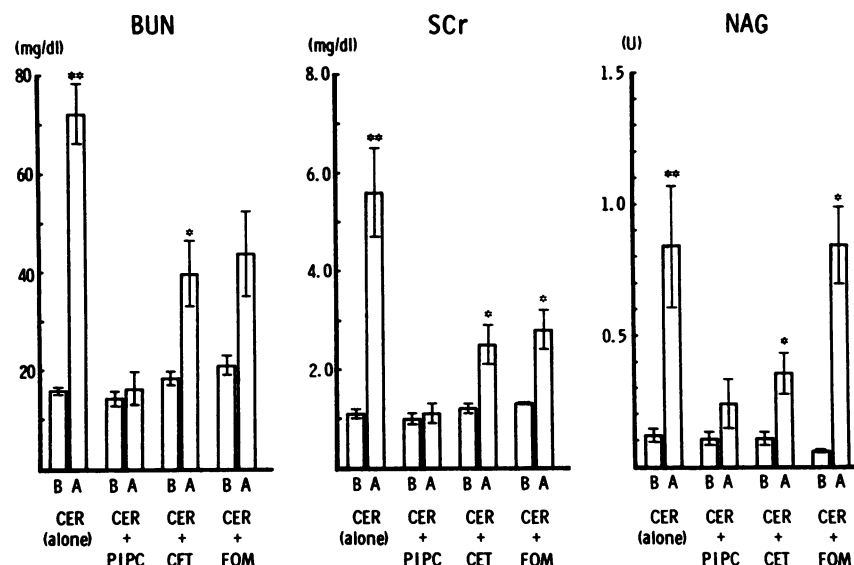 BUN
(mg/dl)
80
60
40
20
**
*
B A B A B A B A
CER CER CER CER
(alone) + + +
PIPC CET FOM
SCr
(mg/dl)
8.0
6.0
4.0
2.0
**
*
*
B A B A B A B A
CER CER CER CER
(alone) + + +
PIPC CET FOM
NAG
(U)
1.5
1.0
0.5
**
*
*
B A B A B A B A
CER CER CER CER
(alone) + + +
PIPC CET FOM